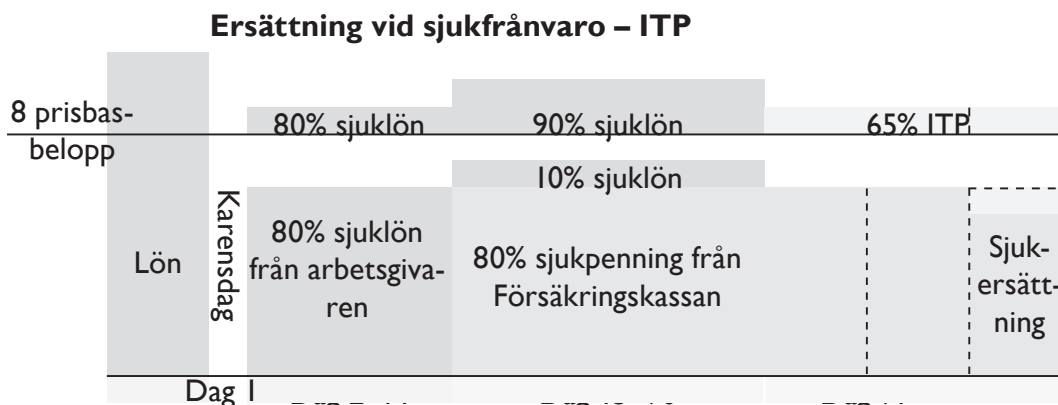 Ersättning vid sjukfrånvaro – ITP
8 prisbas-
belopp
80% sjuklön
90% sjuklön
65% ITP
10% sjuklön
Lön
Karensdag
80% sjuklön
från arbetsgiva-
ren
80% sjukpenning från
Försäkringskassan
Sjuk-
ersätt-
ning
Dag 1